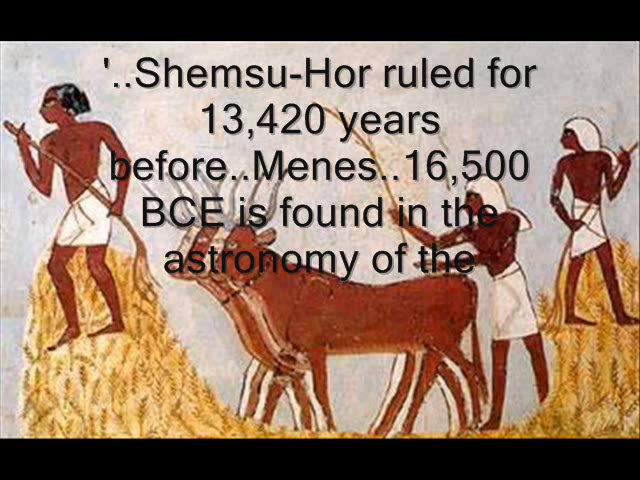 '..Shemsu-Hor ruled for
13,420 years
before..Menes..16,500
BCE is found in the
astronomy of the